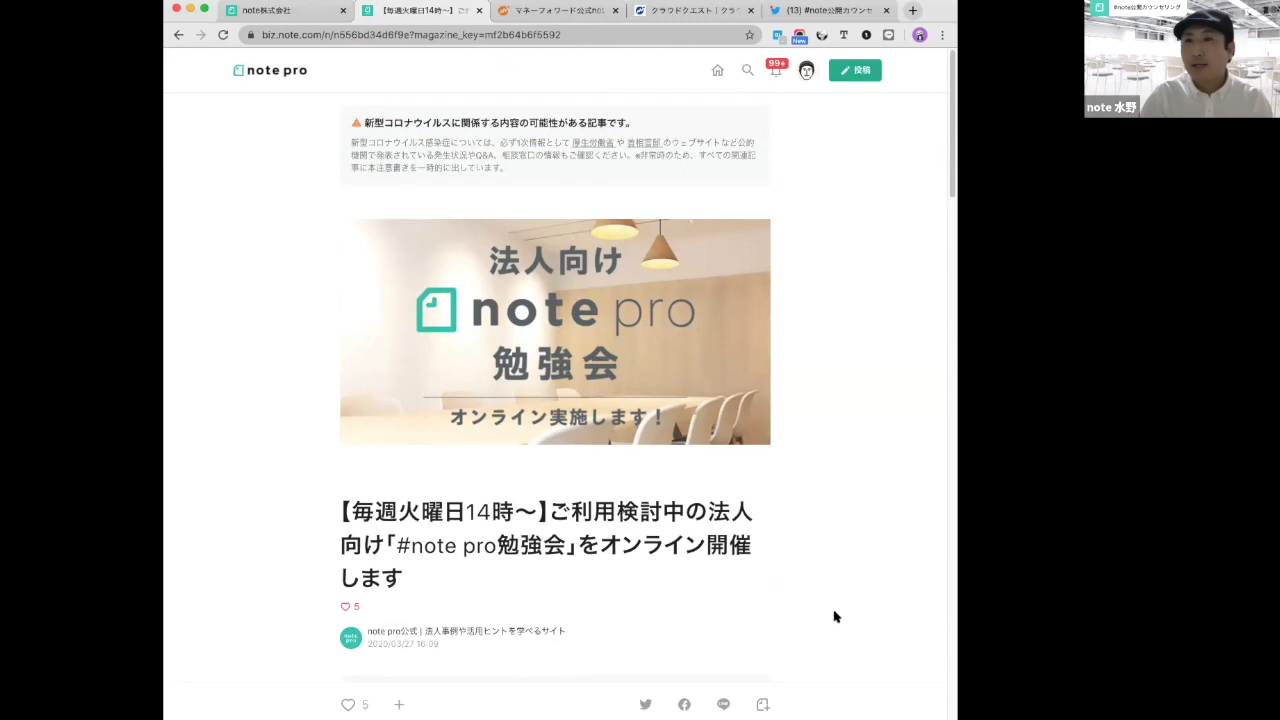 note株式会社
【毎週火曜日14時〜】ご
マネーフォワード公式not
クラウドクエスト | クラ
(13) #note公開カウンセ
biz.note.com/n/n566bd34d6f9e?magazine_key=mf2b64b6f5592
New
note pro
99+
投稿
新型コロナウイルスに関係する内容の可能性がある記事です。
新型コロナウイルス感染症については、必ず1次情報として 厚生労働省 や 首相官邸 のウェブサイトなど公的
機関で発表されている発生状況やQ&A、相談窓口の情報もご確認ください。※非常時のため、すべての関連記
事に本注意書きを一時的に出しています。
法人向け
note pro
勉強会
オンライン実施します!
【毎週火曜日14時〜】ご利用検討中の法人
向け「#note pro勉強会」をオンライン開催
します
5
note pro公式 | 法人事例や活用ヒントを学べるサイト
2020/03/27 16:09
5
#note公開カウンセリング
note 水野